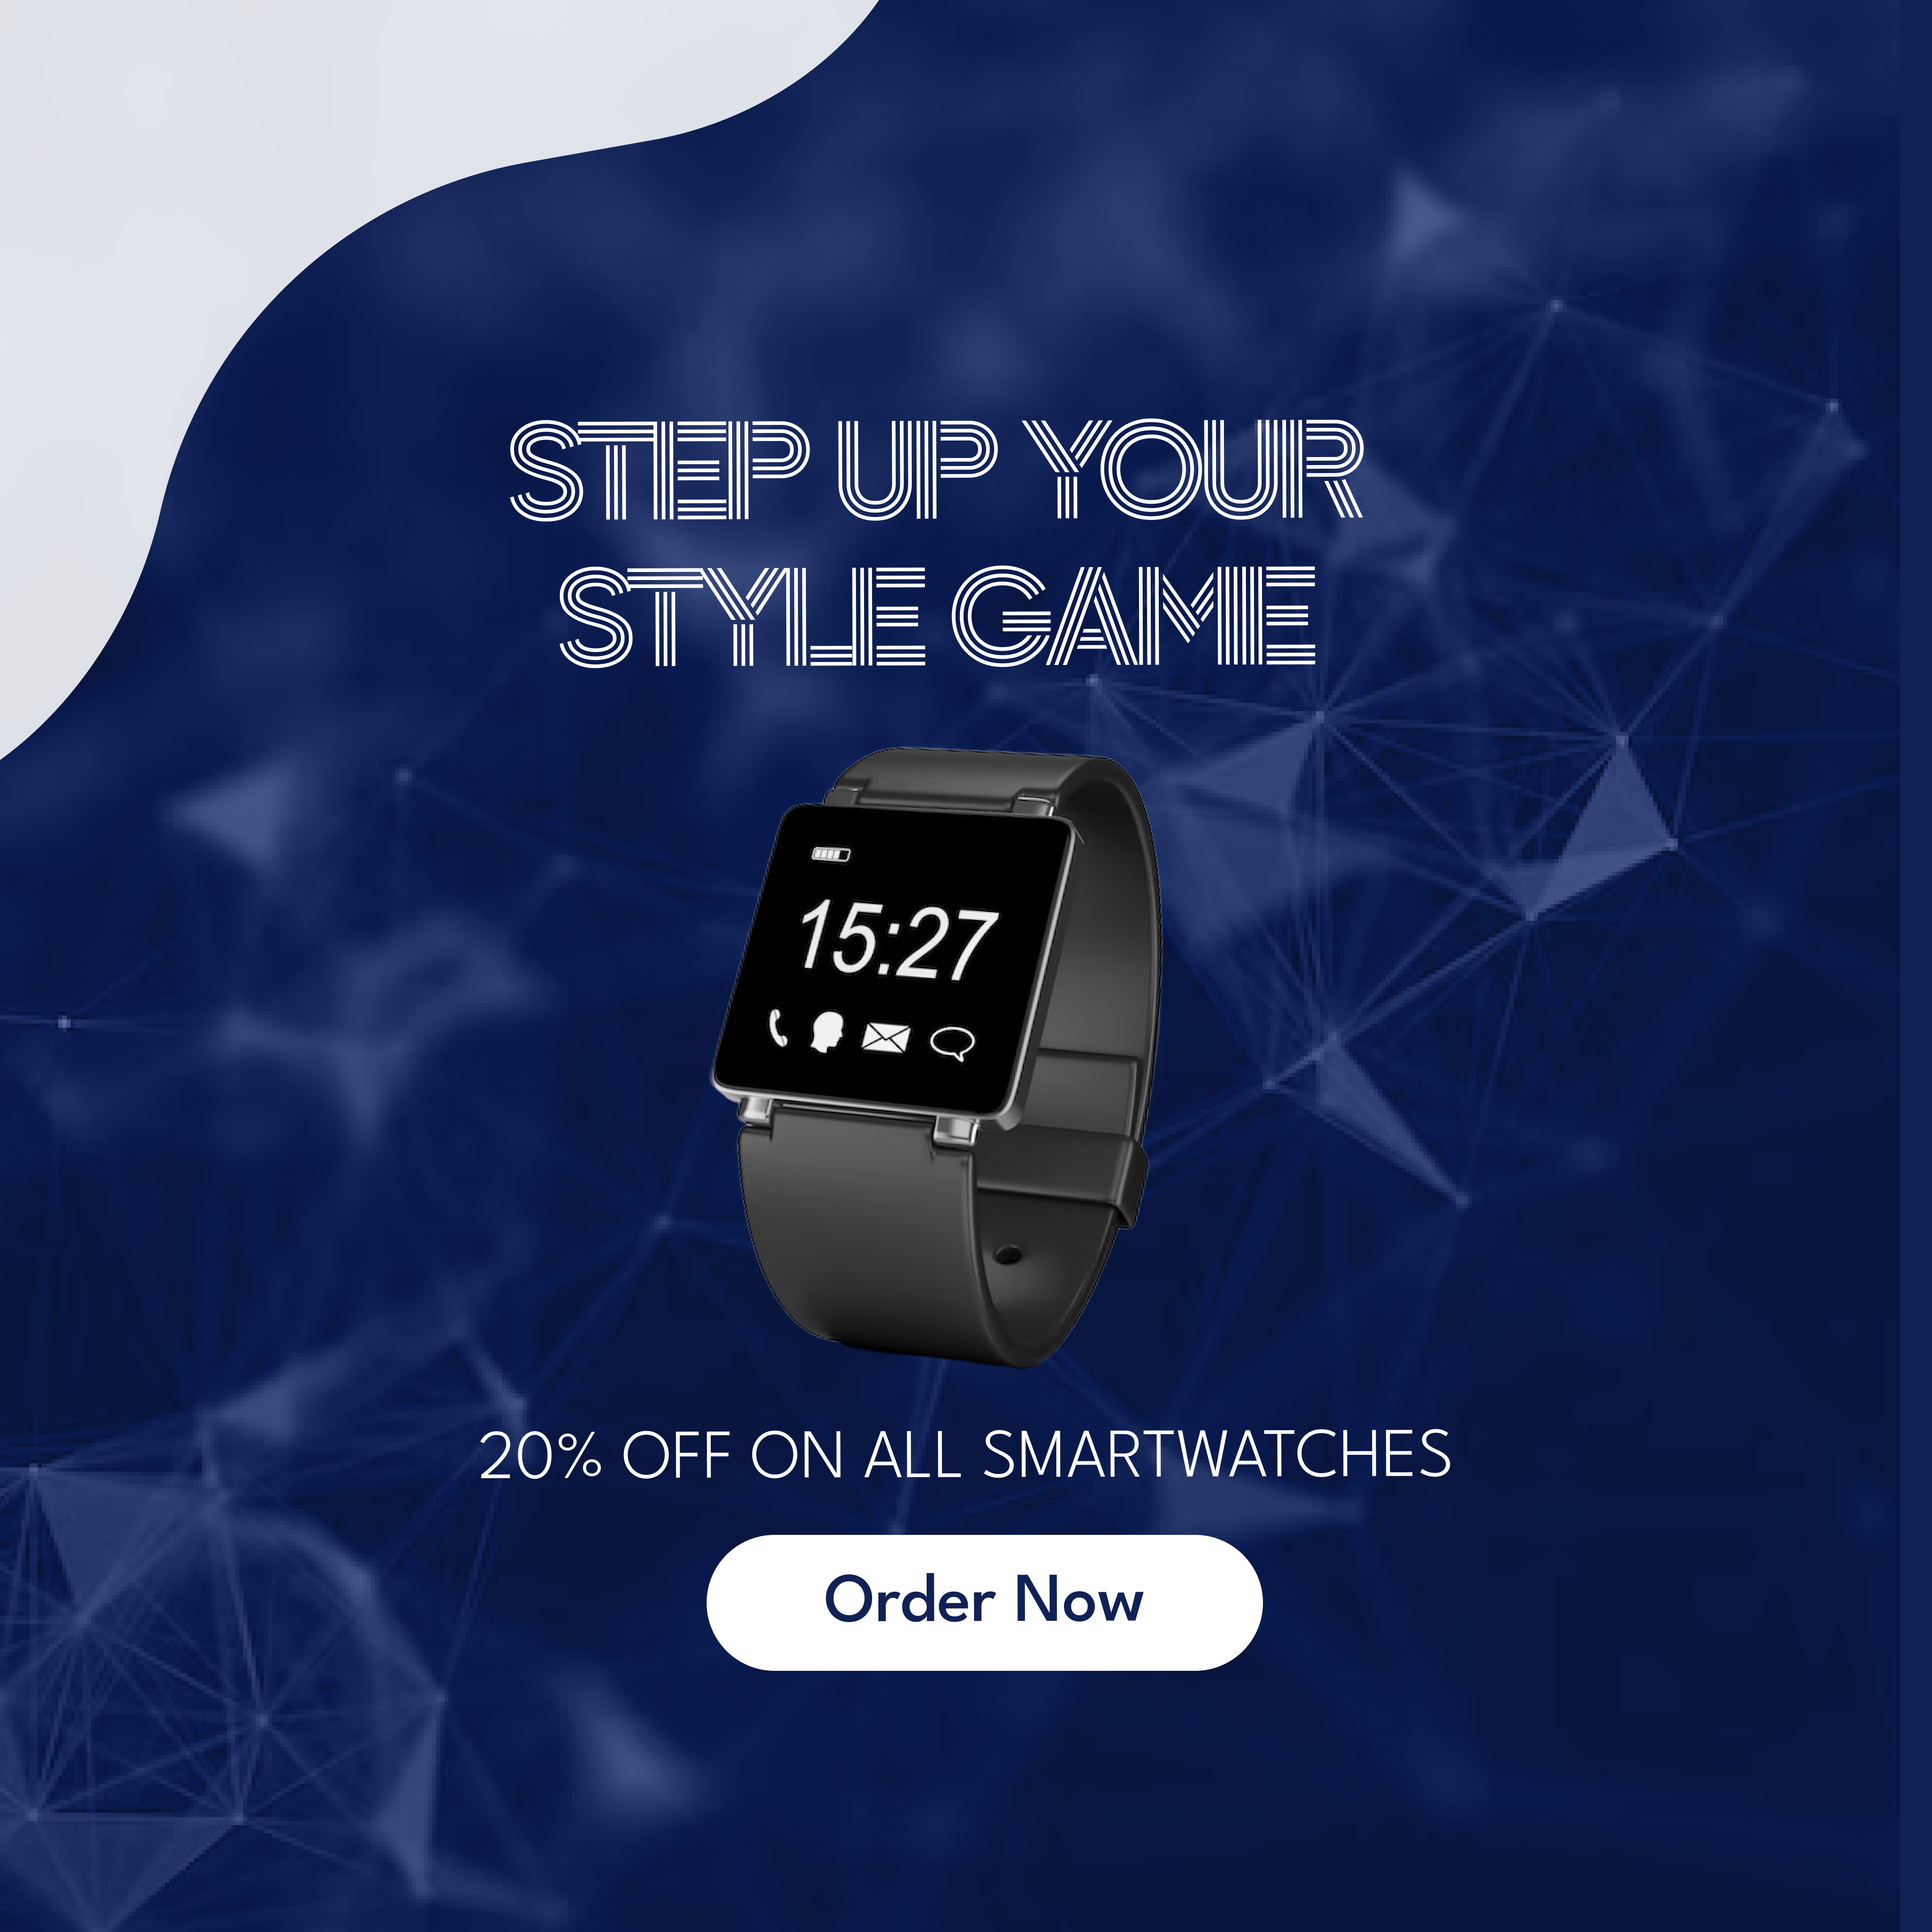 STEP UP YOUR
STYLE GAME
15:27
20% OFF ON ALL SMARTWATCHES
Order Now